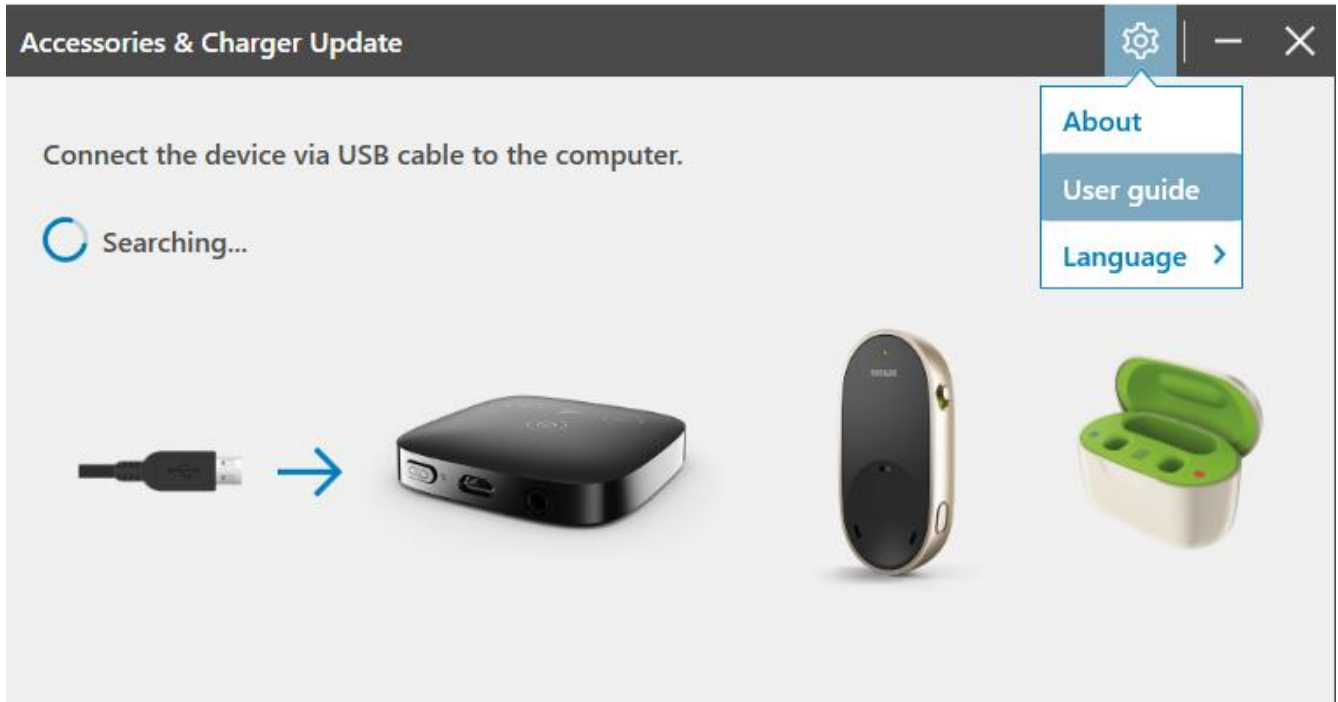 Accessories & Charger Update
About
Connect the device via USB cable to the computer.
User guide
Searching...
Language